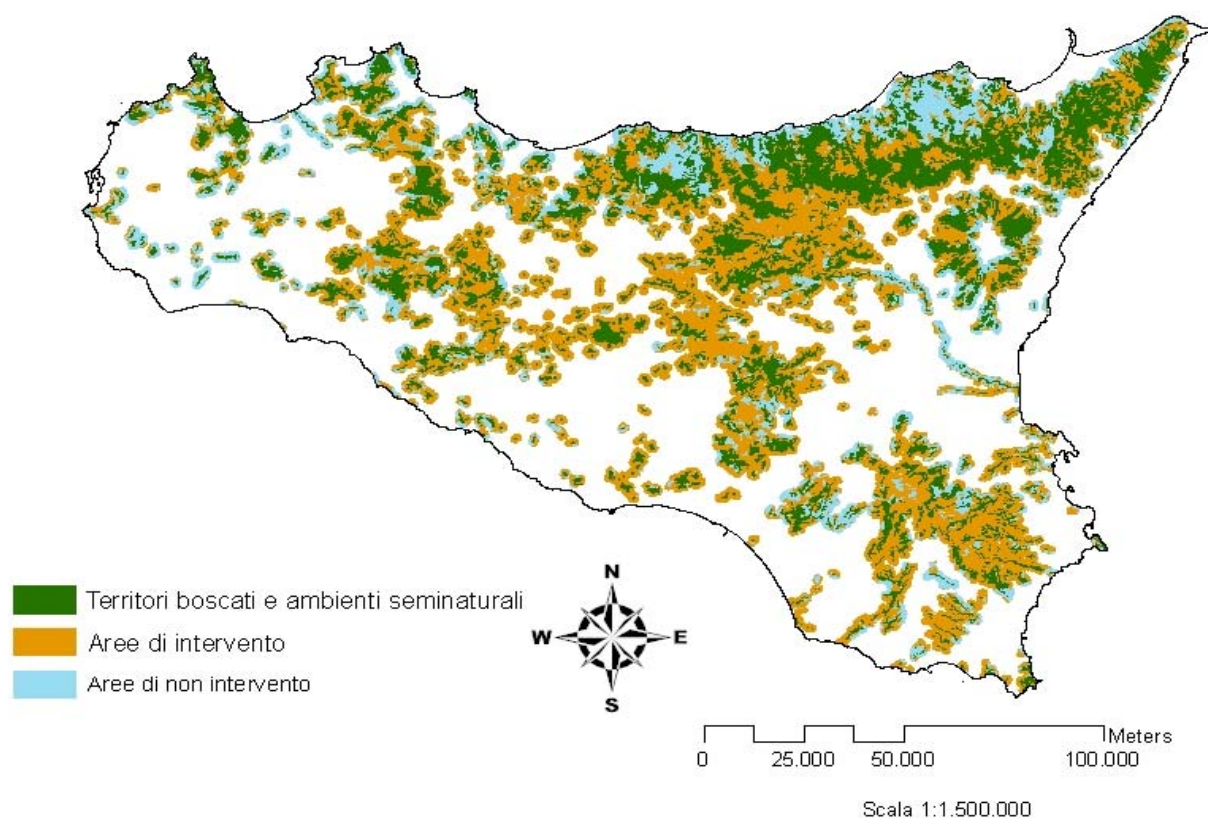 Territori boscati e ambienti seminaturali
Aree di intervento
Aree di non intervento
N
W E
S
Meters
0 25.000 50.000 100.000
Scala 1:1.500.000